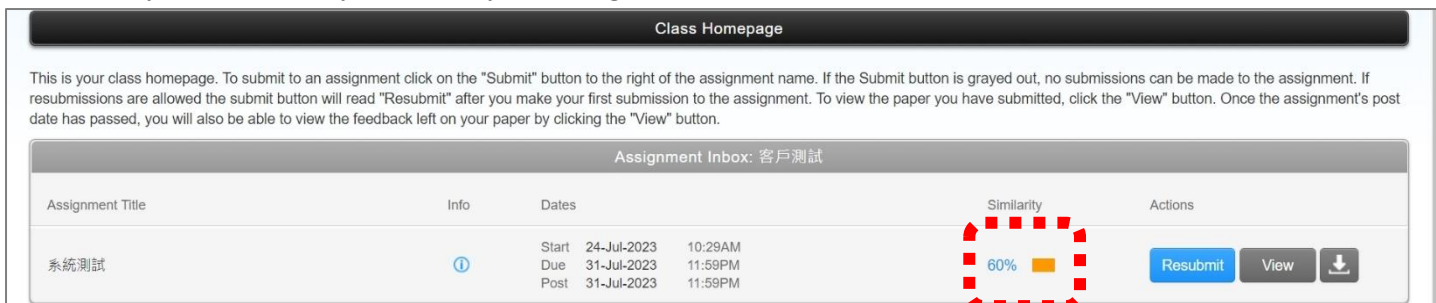 Class Homepage
This is your class homepage. To submit to an assignment click on the "Submit" button to the right of the assignment name. If the Submit button is grayed out, no submissions can be made to the assignment. If
resubmissions are allowed the submit button will read "Resubmit" after you make your first submission to the assignment. To view the paper you have submitted, click the "View" button. Once the assignment's post
date has passed, you will also be able to view the feedback left on your paper by clicking the "View" button.
Assignment Inbox: 客戶測試
Assignment Title Info Dates Similarity Actions
Start 24-Jul-2023 10:29AM
系統測試 Due 31-Jul-2023 11:59PM 60% Resubmit View
Post 31-Jul-2023 11:59PM